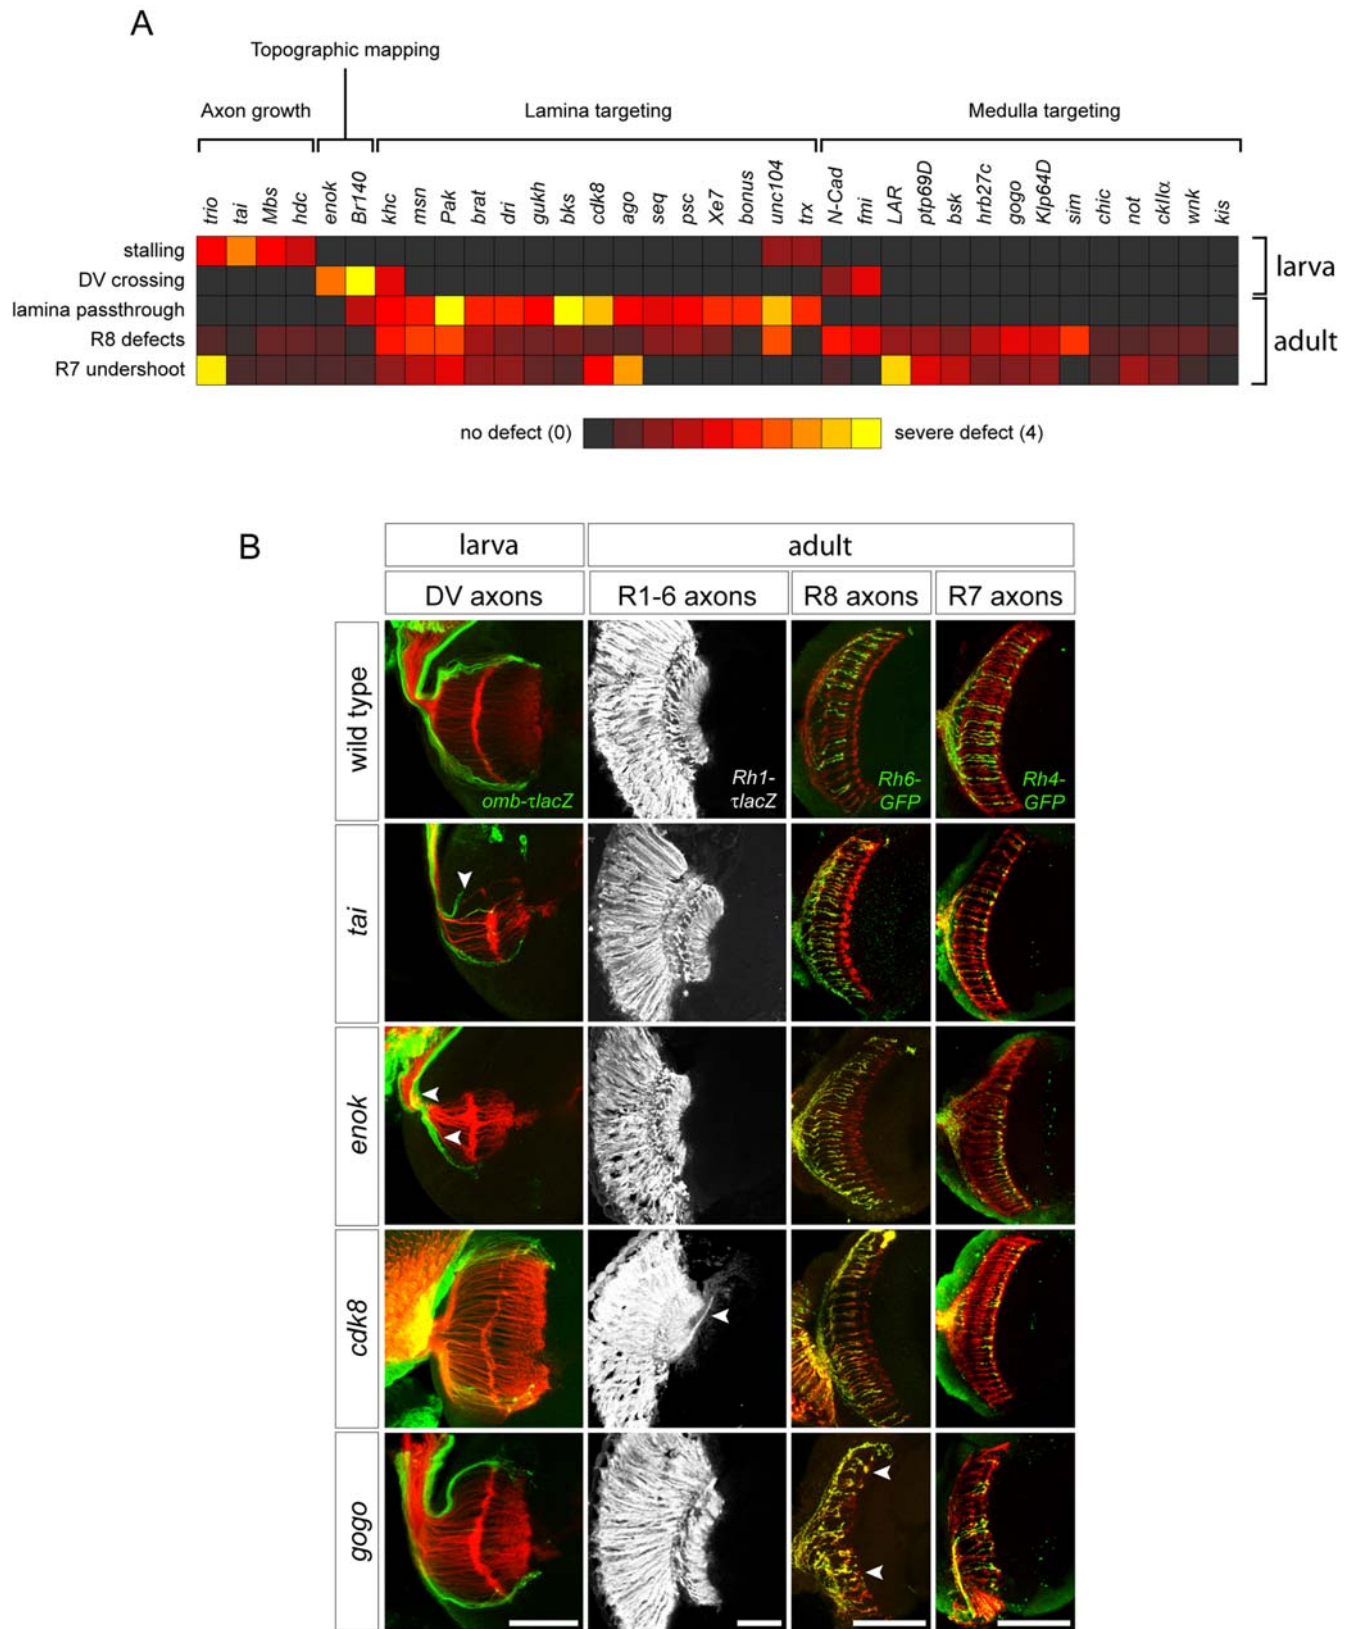 A
Topographic mapping
Axon growth
Lamina targeting
Medulla targeting
trio tai Mbs hdc enok Br140 khc msn Pak brat dri gukh bks cdk8 ago seq psc Xe7 bonus unc104 trx N-Cad fmi LAR ptp69D bsk hrb27c gogo Klp64D sim chic not ckIIα wnk kis
stalling
DV crossing
lamina passthrough
R8 defects
R7 undershoot
larva
adult
no defect (0)
severe defect (4)
B
larva
adult
DV axons
R1-6 axons
R8 axons
R7 axons
wild type
omb-τlacZ
Rh1-
τlacZ
Rh6-
GFP
Rh4-
GFP
tai
enok
cdk8
gogo